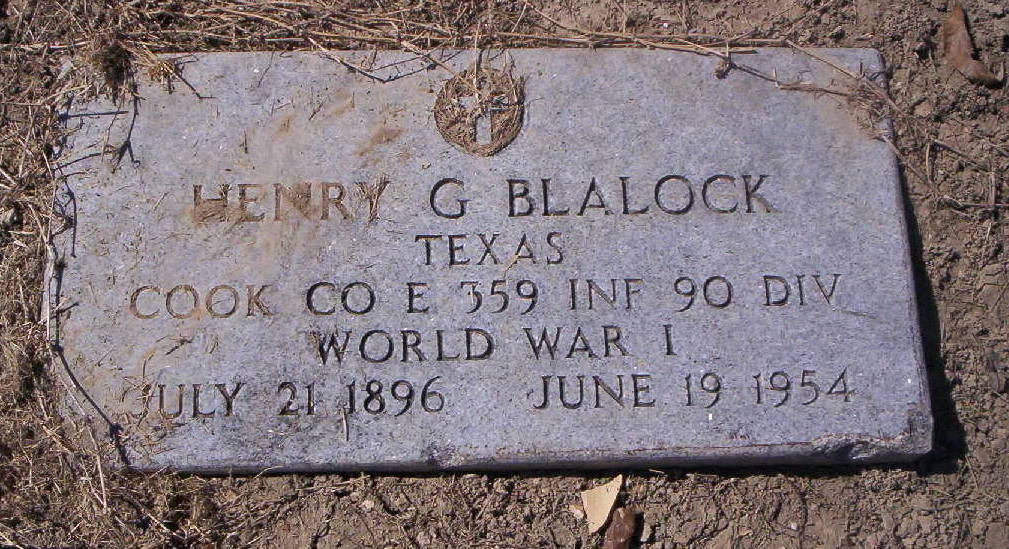 HENRY G BLALOCK
TEXAS
COOK CO E 359 INF 90 DIV
WORLD WAR I
JULY 21 1896 JUNE 19 1954